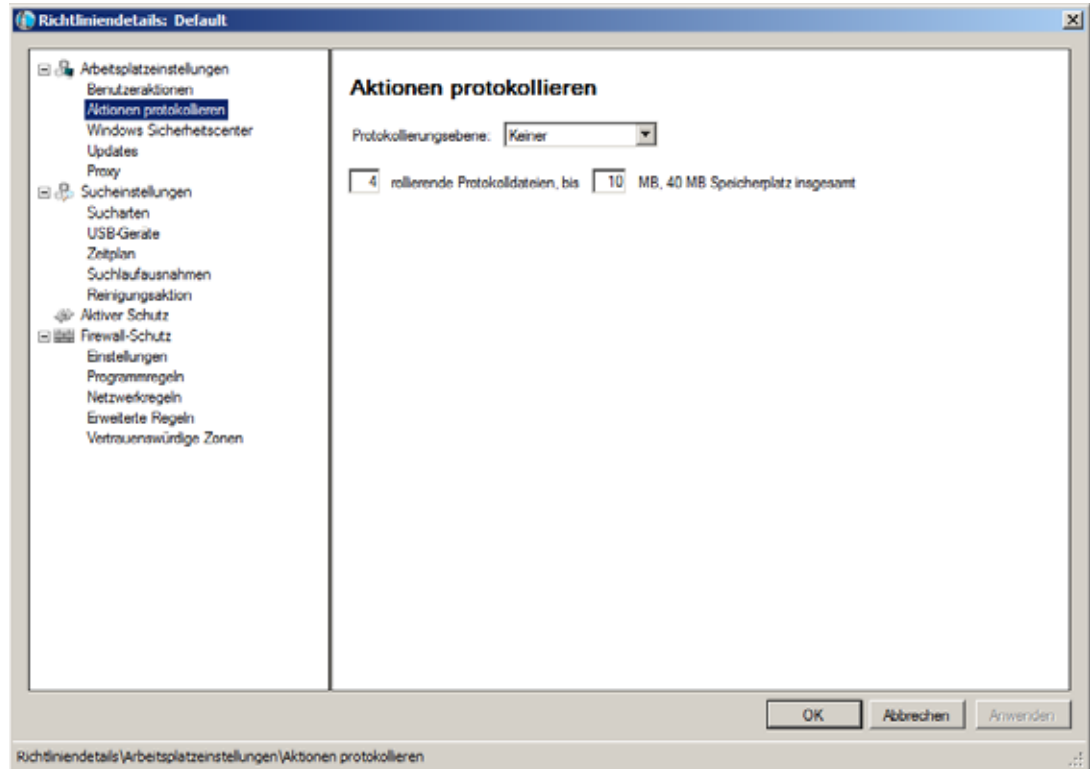 Richtliniendetails: Default
Arbeitsplatzeinstellungen
Benutzeraktionen
Aktionen protokollieren
Windows Sicherheitscenter
Updates
Proxy
Sucheinstellungen
Sucharten
USB-Geräte
Zeitplan
Suchlaufausnahmen
Reinigungsaktion
Aktiver Schutz
Firewall-Schutz
Einstellungen
Programmregeln
Netzwerkregeln
Erweiterte Regeln
Vertrauenswürdige Zonen
Aktionen protokollieren
Protokollierungsebene: Keiner
4 rollierende Protokolldateien, bis 10 MB, 40 MB Speicherplatz insgesamt
OK Abbrechen Anwenden
Richtliniendetails\Arbeitsplatzeinstellungen\Aktionen protokollieren